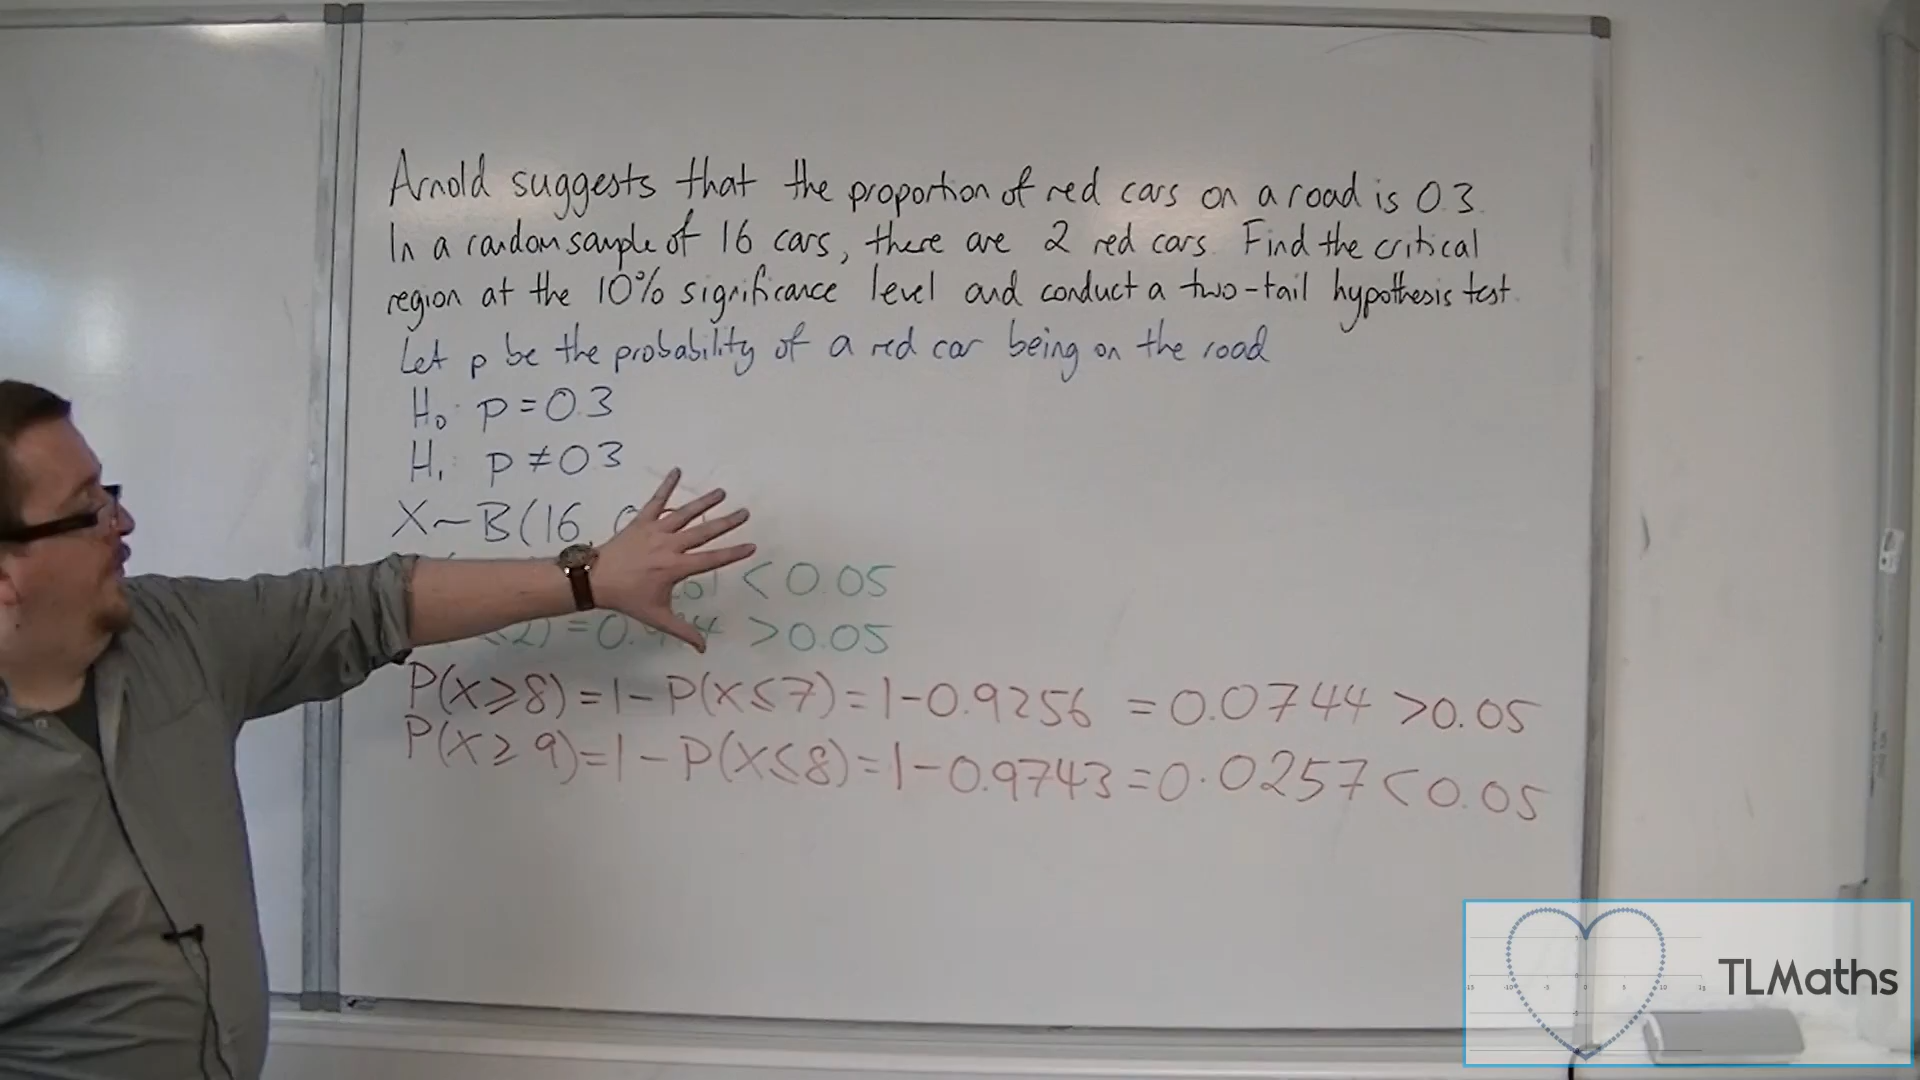 Arnold suggests that the proportion of red cars on a road is 0.3.
In a random sample of 16 cars, there are 2 red cars. Find the critical
region at the 10% significance level and conduct a two-tail hypothesis test.
Let p be the probability of a red car being on the road
H₀: p = 0.3
H₁: p ≠ 0.3
X~B(16,
< 0.05
2) = 0. >0.05
P(X≥8)=1-P(X≤7)=1-0.9256 =0.0744 >0.05
P(X≥9)=1-P(X≤8)=1-0.9743=0.0257<0.05
TLMaths